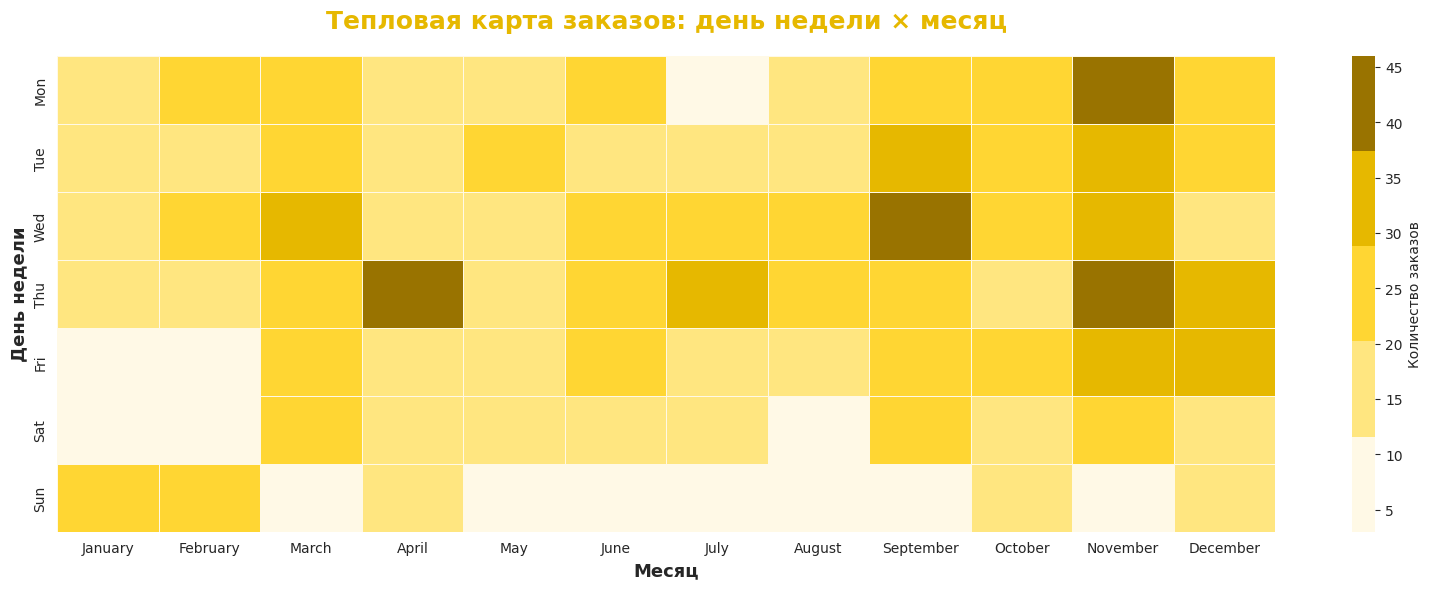 Тепловая карта заказов: день недели × месяц
День недели
Mon
Tue
Wed
Thu
Fri
Sat
Sun
January February March April May June July August September October November December
Месяц
45
40
35
30
25
20
15
10
5
Количество заказов